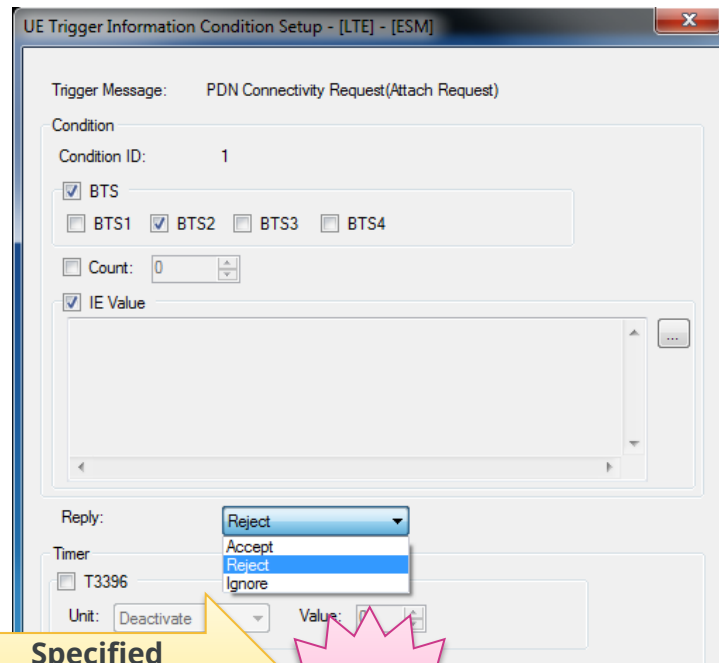 UE Trigger Information Condition Setup - [LTE] - [ESM]
Trigger Message: PDN Connectivity Request(Attach Request)
Condition
Condition ID: 1
BTS
BTS1 BTS2 BTS3 BTS4
Count: 0
IE Value
...
Reply: Reject
Accept
Reject
Ignore
Timer
T3396
Unit: Deactivate Value:
Specified